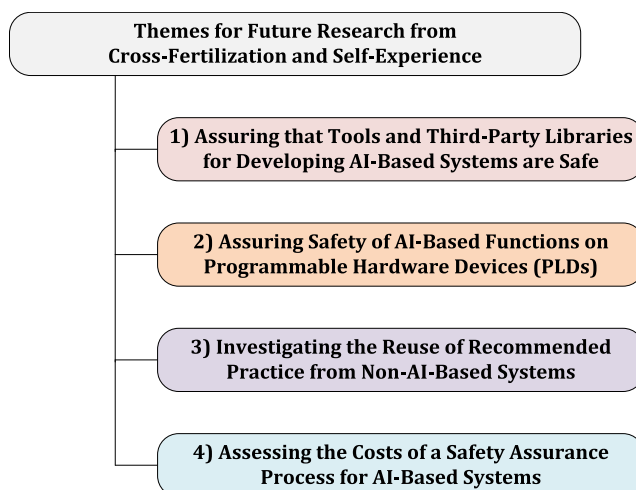 Themes for Future Research from
Cross-Fertilization and Self-Experience
1) Assuring that Tools and Third-Party Libraries
for Developing AI-Based Systems are Safe
2) Assuring Safety of AI-Based Functions on
Programmable Hardware Devices (PLDs)
3) Investigating the Reuse of Recommended
Practice from Non-AI-Based Systems
4) Assessing the Costs of a Safety Assurance
Process for AI-Based Systems